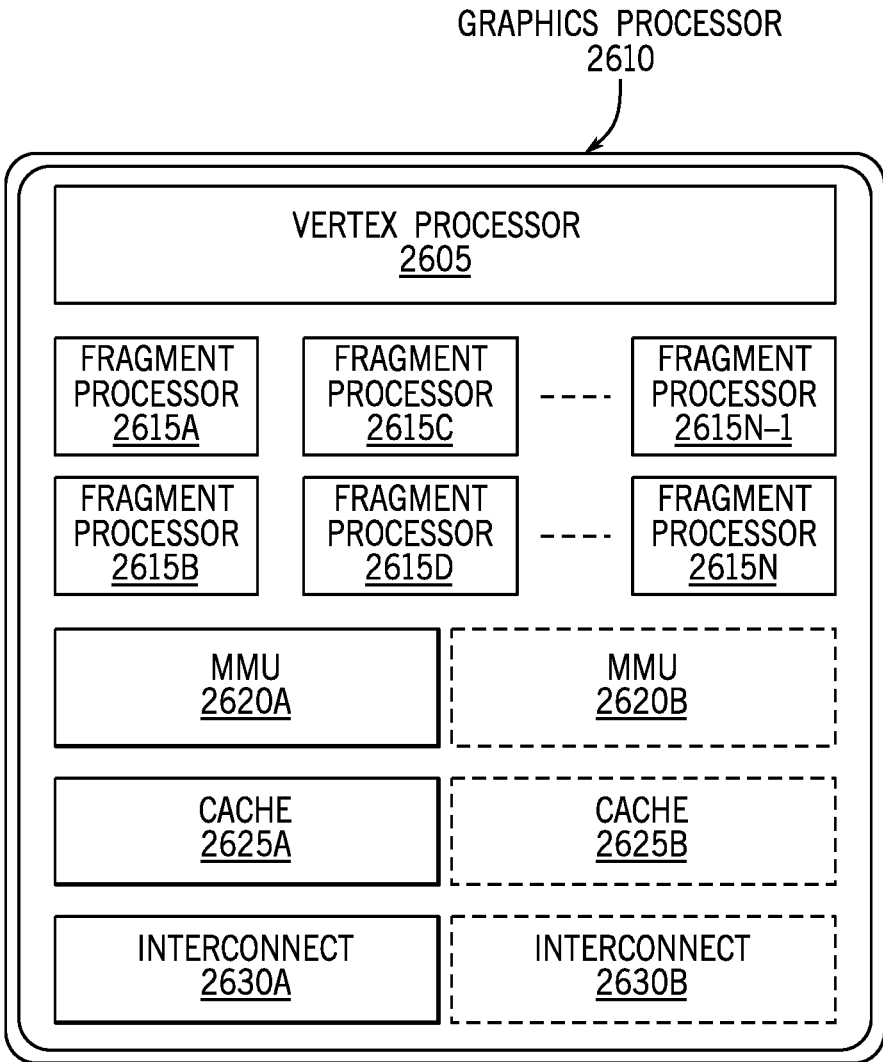 GRAPHICS PROCESSOR
2610
VERTEX PROCESSOR
2605
FRAGMENT
PROCESSOR
2615A
FRAGMENT
PROCESSOR
2615C
FRAGMENT
PROCESSOR
2615N–1
FRAGMENT
PROCESSOR
2615B
FRAGMENT
PROCESSOR
2615D
FRAGMENT
PROCESSOR
2615N
MMU
2620A
MMU
2620B
CACHE
2625A
CACHE
2625B
INTERCONNECT
2630A
INTERCONNECT
2630B